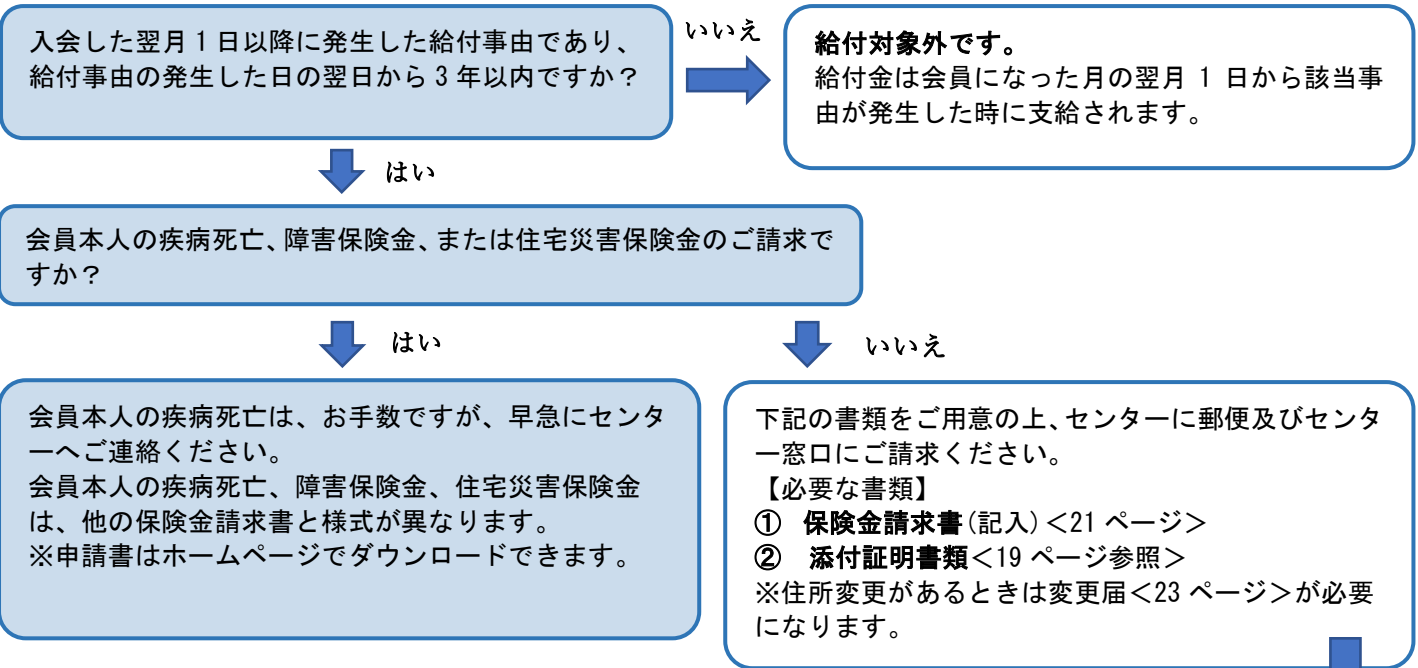 入会した翌月1日以降に発生した給付事由であり、
給付事由の発生した日の翌日から3年以内ですか？
いいえ
給付対象外です。
給付金は会員になった月の翌月 1 日から該当事
由が発生した時に支給されます。
はい
会員本人の疾病死亡、障害保険金、または住宅災害保険金のご請求で
すか？
はい
いいえ
会員本人の疾病死亡は、お手数ですが、早急にセンタ
ーへご連絡ください。
会員本人の疾病死亡、障害保険金、住宅災害保険金
は、他の保険金請求書と様式が異なります。
※申請書はホームページでダウンロードできます。
下記の書類をご用意の上、センターに郵便及びセンタ
ー窓口にご請求ください。
【必要な書類】
① 保険金請求書(記入)＜21 ページ＞
② 添付証明書類＜19 ページ参照＞
※住所変更があるときは変更届＜23 ページ＞が必要
になります。